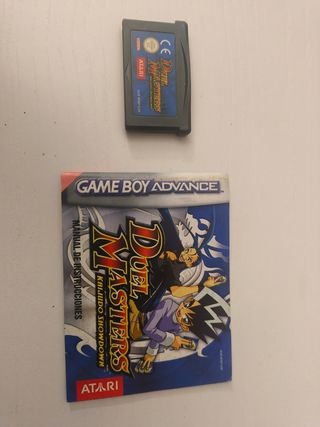 CE
DUEL
MASTERS
ATARI
GAME BOY ADVANCE
DUEL
MASTERS
KAIJUDO SHOWDOWN
MANUAL DE INSTRUCCIONES
ATARI